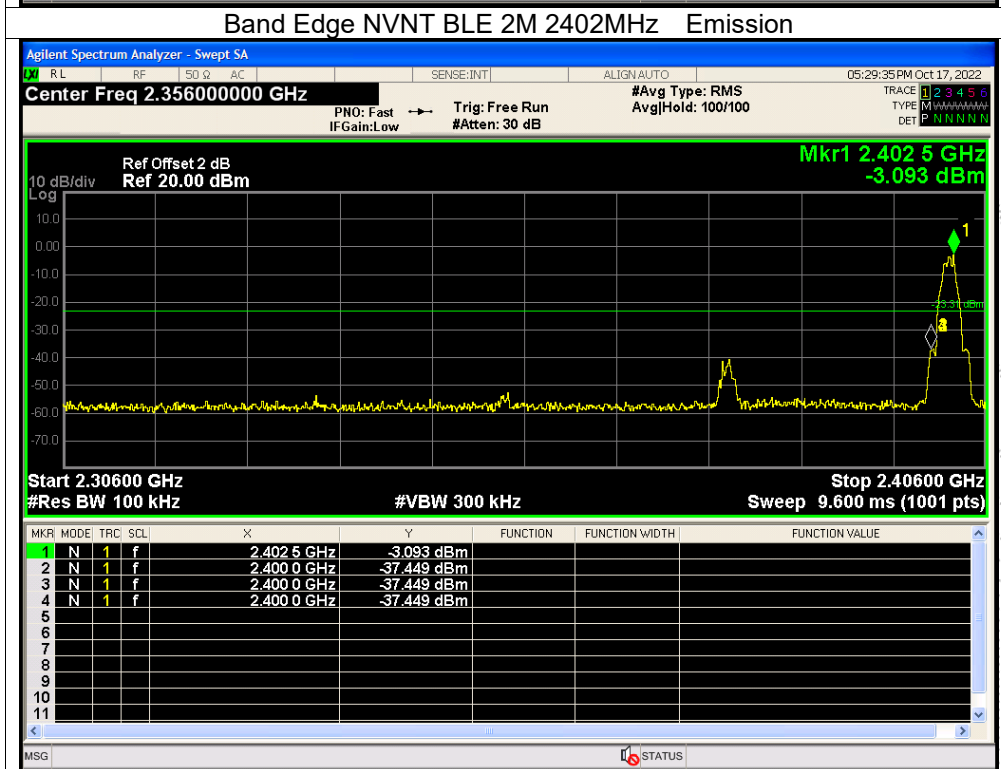 Band Edge NVNT BLE 2M 2402MHz Emission
Agilent Spectrum Analyzer - Swept SA
LXI RL RF 50 Ω AC SENSE:INT ALIGN AUTO 05:29:35 PM Oct 17, 2022
Center Freq 2.356000000 GHz #Avg Type: RMS TRACE 1 2 3 4 5 6
PNO: Fast Trig: Free Run Avg|Hold: 100/100 TYPE M WWWWW
IFGain:Low #Atten: 30 dB DET P N N N N N
Mkr1 2.402 5 GHz
Ref Offset 2 dB
10 dB/div Ref 20.00 dBm -3.093 dBm
Log
10.0
1
0.00
-10.0
-20.0
-23.31 dBm
-30.0
-40.0
-50.0
-60.0
-70.0
Start 2.30600 GHz Stop 2.40600 GHz
#Res BW 100 kHz #VBW 300 kHz Sweep 9.600 ms (1001 pts)
MKR MODE TRC SCL X Y FUNCTION FUNCTION WIDTH FUNCTION VALUE
1 N 1 f 2.402 5 GHz -3.093 dBm
2 N 1 f 2.400 0 GHz -37.449 dBm
3 N 1 f 2.400 0 GHz -37.449 dBm
4 N 1 f 2.400 0 GHz -37.449 dBm
5
6
7
8
9
10
11
MSG STATUS